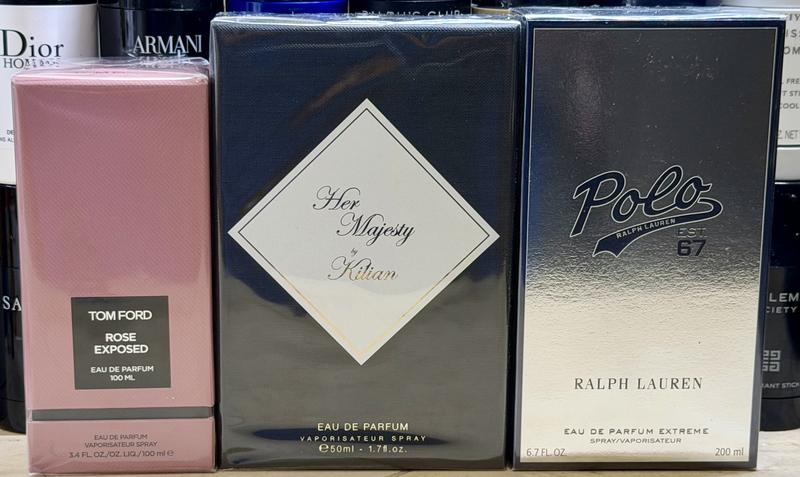 Dior
ARMANI
TOM FORD
ROSE
EXPOSED
EAU DE PARFUM
100 ML
EAU DE PARFUM
VAPORISATEUR SPRAY
3.4 FL. OZ./OZ. LIQ./100 ml ℮
Her
Majesty
by
Kilian
EAU DE PARFUM
VAPORISATEUR SPRAY
℮50ml - 1.7fl.oz.
Polo
RALPH LAUREN
EST
67
RALPH LAUREN
EAU DE PARFUM EXTREME
SPRAY/VAPORISATEUR
6.7 FL. OZ. 200 ml